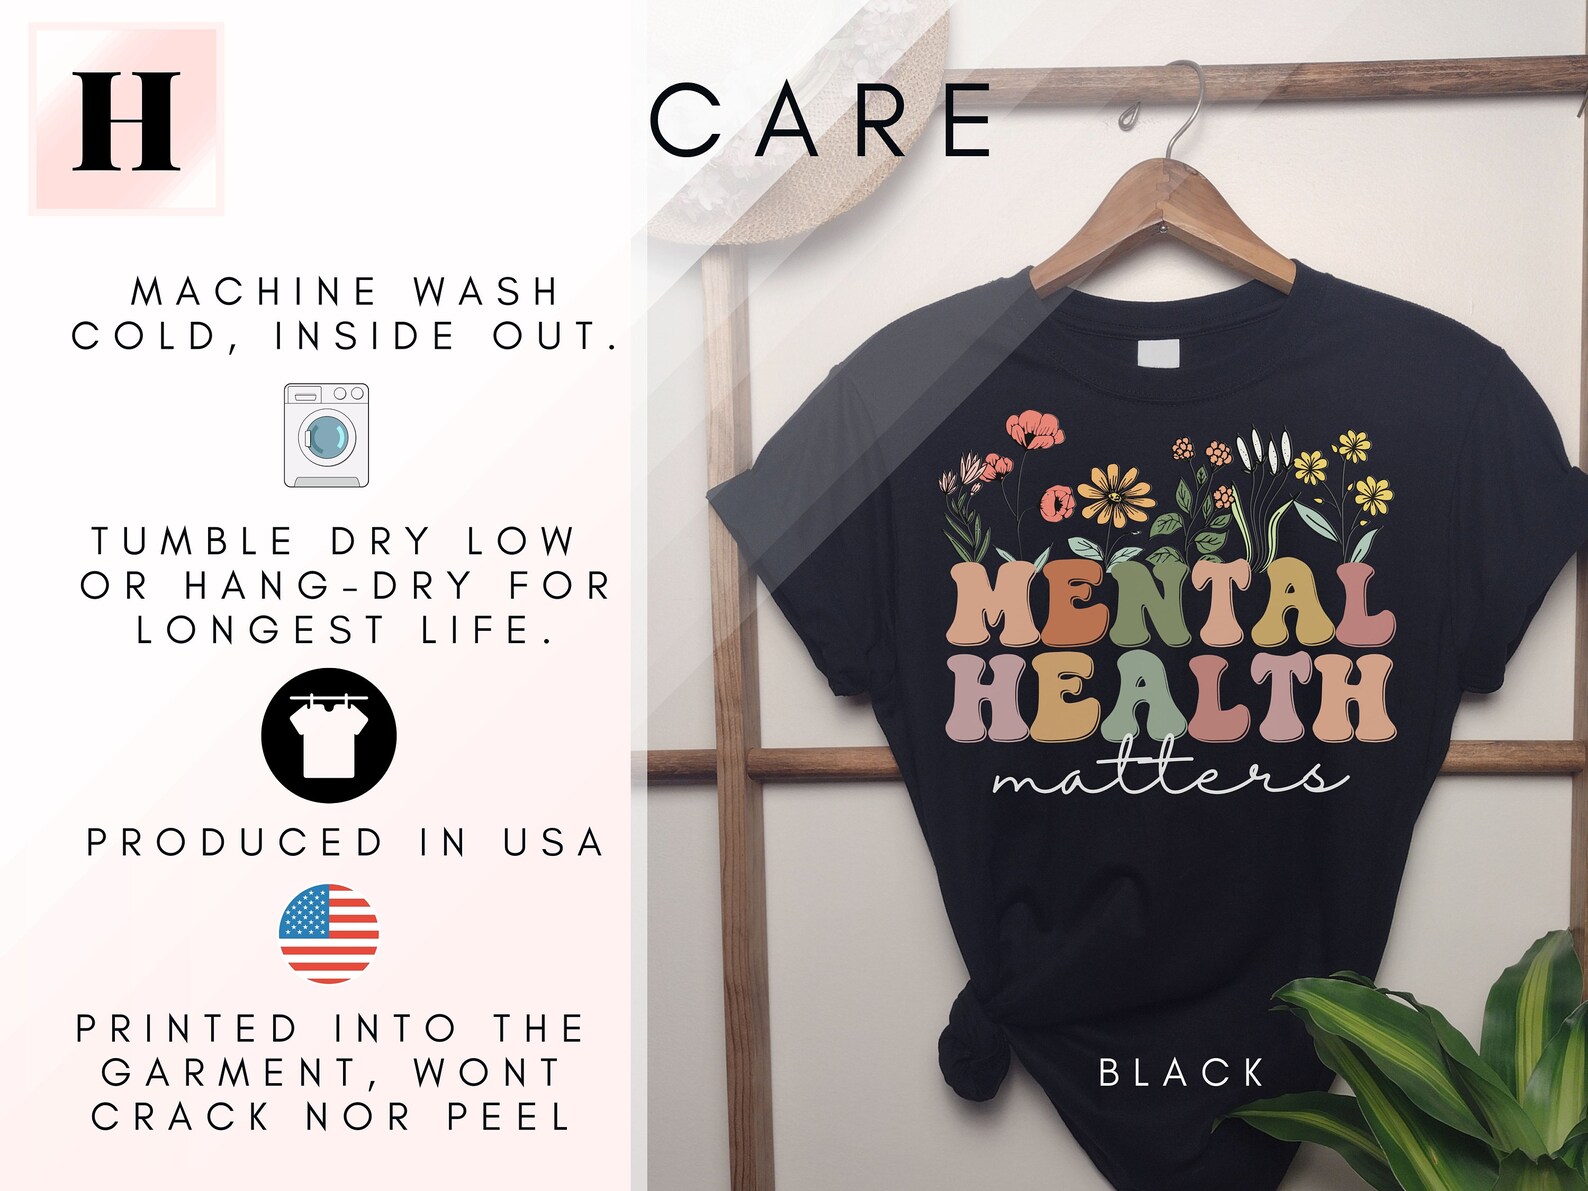 H
CARE
MACHINE WASH
COLD, INSIDE OUT.
TUMBLE DRY LOW
OR HANG-DRY FOR
LONGEST LIFE.
PRODUCED IN USA
PRINTED INTO THE
GARMENT, WONT
CRACK NOR PEEL
MENTAL
HEALTH
matters
BLACK